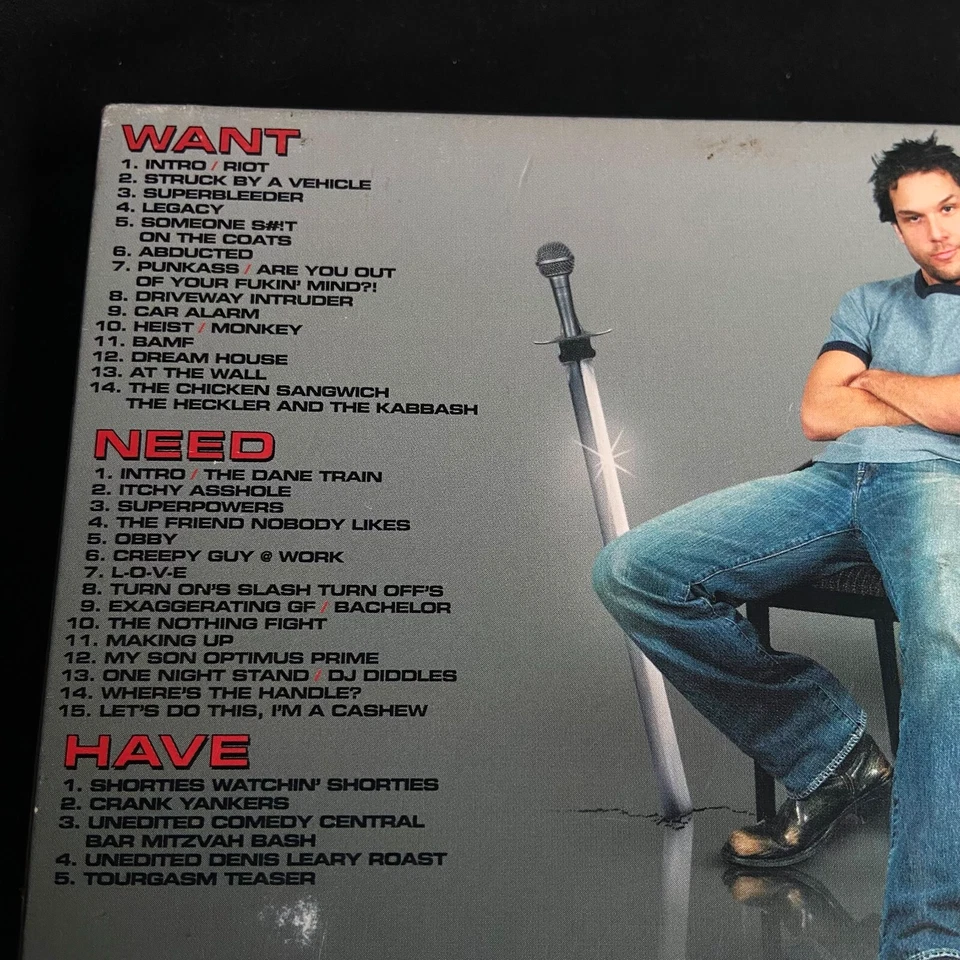 WANT
1. INTRO / RIOT
2. STRUCK BY A VEHICLE
3. SUPERBLEEDER
4. LEGACY
5. SOMEONE S#!T
ON THE COATS
6. ABDUCTED
7. PUNKASS / ARE YOU OUT
OF YOUR FUKIN' MIND?!
8. DRIVEWAY INTRUDER
9. CAR ALARM
10. HEIST / MONKEY
11. BAMF
12. DREAM HOUSE
13. AT THE WALL
14. THE CHICKEN SANGWICH
THE HECKLER AND THE KABBASH
NEED
1. INTRO / THE DANE TRAIN
2. ITCHY ASSHOLE
3. SUPERPOWERS
4. THE FRIEND NOBODY LIKES
5. OBBY
6. CREEPY GUY @ WORK
7. L-O-V-E
8. TURN ON'S SLASH TURN OFF'S
9. EXAGGERATING GF / BACHELOR
10. THE NOTHING FIGHT
11. MAKING UP
12. MY SON OPTIMUS PRIME
13. ONE NIGHT STAND / DJ DIDDLES
14. WHERE'S THE HANDLE?
15. LET'S DO THIS, I'M A CASHEW
HAVE
1. SHORTIES WATCHIN' SHORTIES
2. CRANK YANKERS
3. UNEDITED COMEDY CENTRAL
BAR MITZVAH BASH
4. UNEDITED DENIS LEARY ROAST
5. TOURGASM TEASER